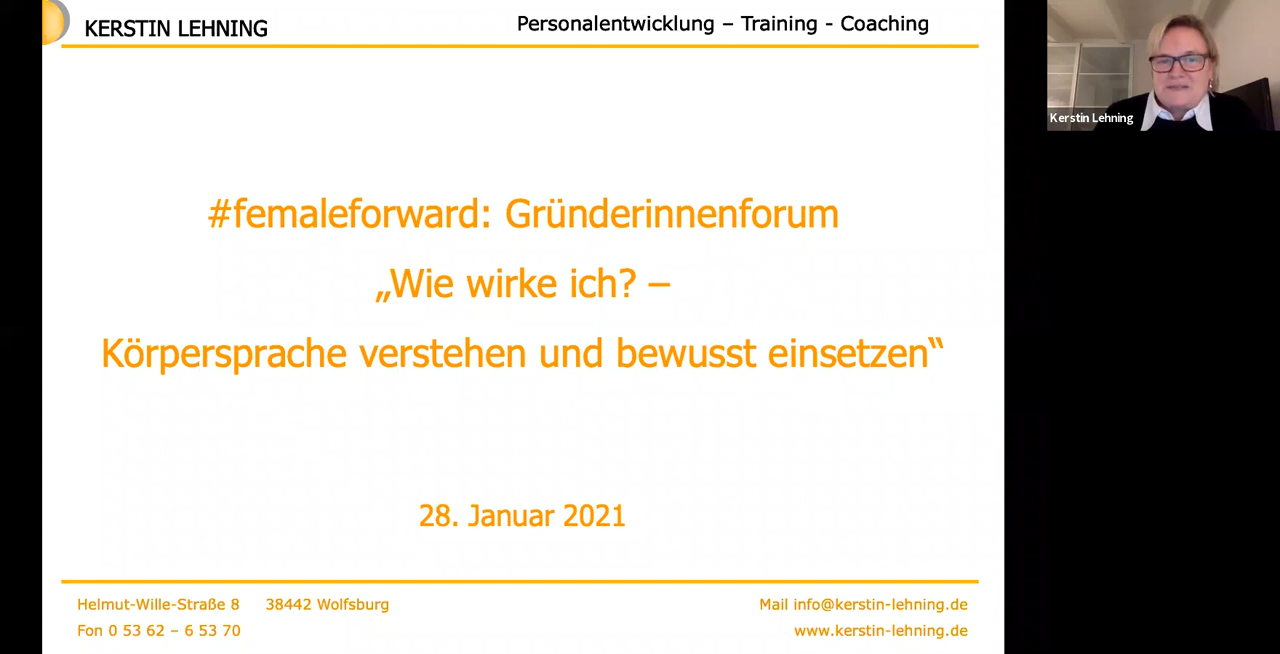 KERSTIN LEHNING
Personalentwicklung – Training - Coaching
#femaleforward: Gründerinnenforum
„Wie wirke ich? –
Körpersprache verstehen und bewusst einsetzen“
28. Januar 2021
Helmut-Wille-Straße 8 38442 Wolfsburg
Fon 0 53 62 – 6 53 70
Mail info@kerstin-lehning.de
www.kerstin-lehning.de
Kerstin Lehning